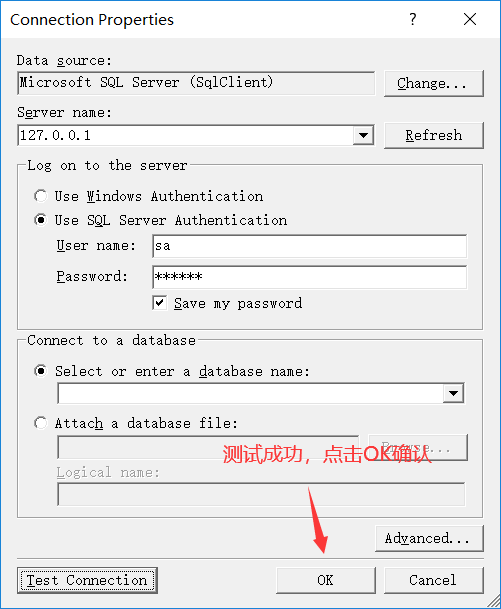 Connection Properties
Data source:
Microsoft SQL Server (SqlClient)
Change...
Server name:
127.0.0.1
Refresh
Log on to the server
Use Windows Authentication
Use SQL Server Authentication
User name:
sa
Password:
******
Save my password
Connect to a database
Select or enter a database name:
Attach a database file:
Browse...
测试成功，点击OK确认
Logical name:
Advanced...
Test Connection
OK
Cancel